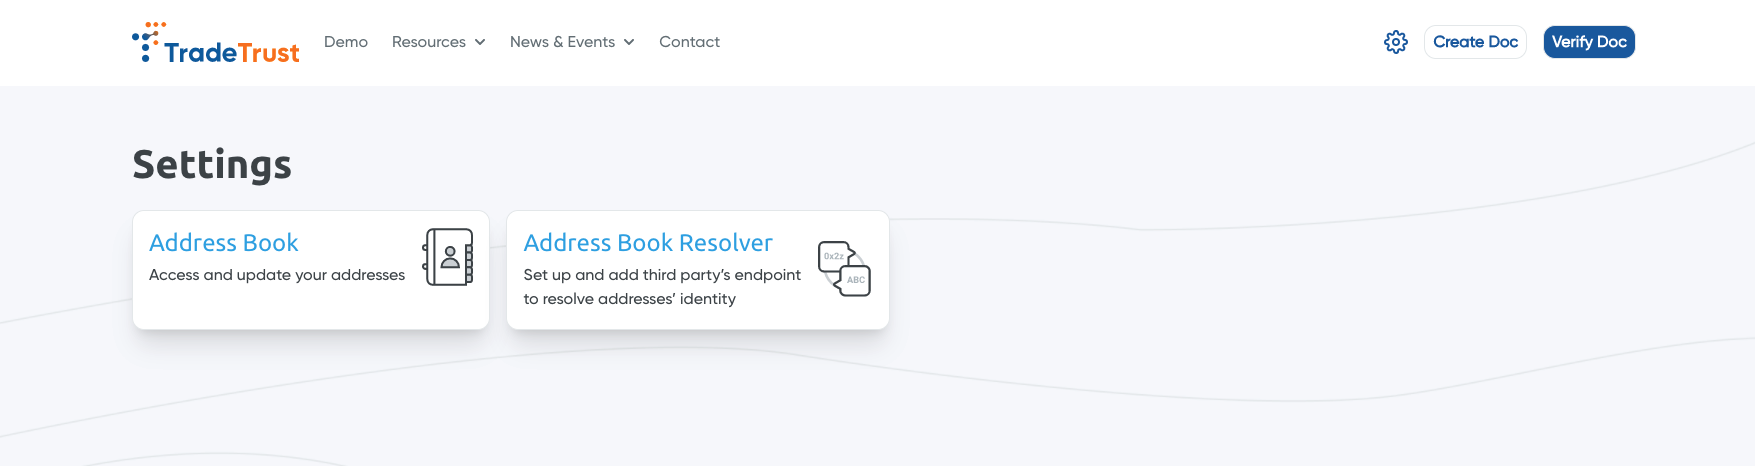 TradeTrust
Demo
Resources
News & Events
Contact
Create Doc
Verify Doc
Settings
Address Book
Access and update your addresses
Address Book Resolver
Set up and add third party’s endpoint
to resolve addresses’ identity
0x2z
ABC